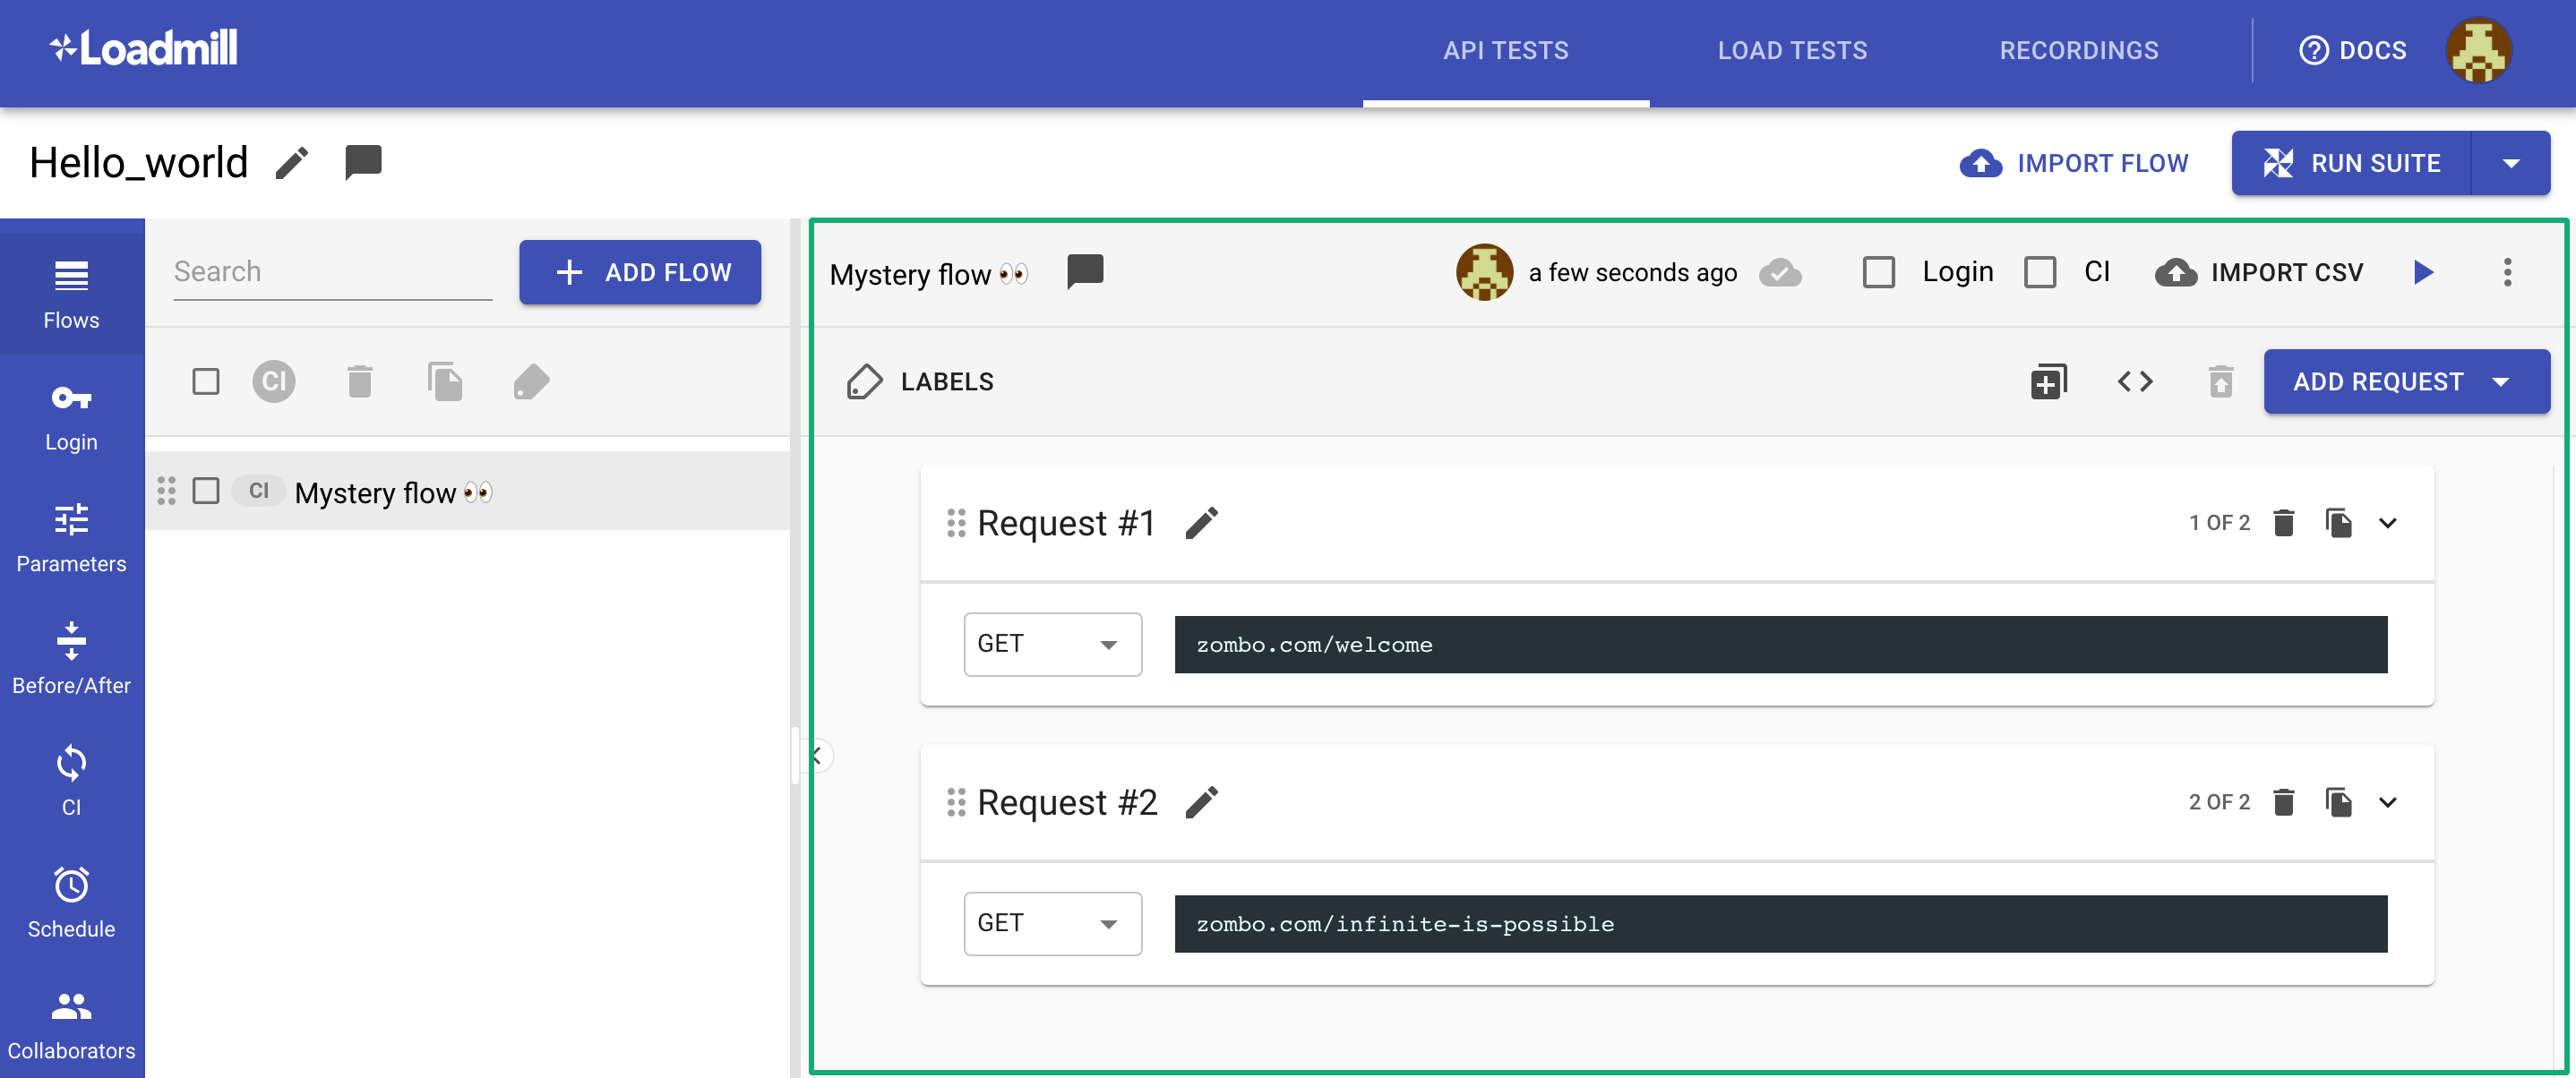 Loadmill
API TESTS
LOAD TESTS
RECORDINGS
DOCS
Hello_world
IMPORT FLOW
RUN SUITE
Flows
Login
Parameters
Before/After
CI
Schedule
Collaborators
Search
ADD FLOW
CI
CI Mystery flow 👀
Mystery flow 👀
a few seconds ago
Login
CI
IMPORT CSV
LABELS
ADD REQUEST
Request #1
1 OF 2
GET
zombo.com/welcome
Request #2
2 OF 2
GET
zombo.com/infinite-is-possible